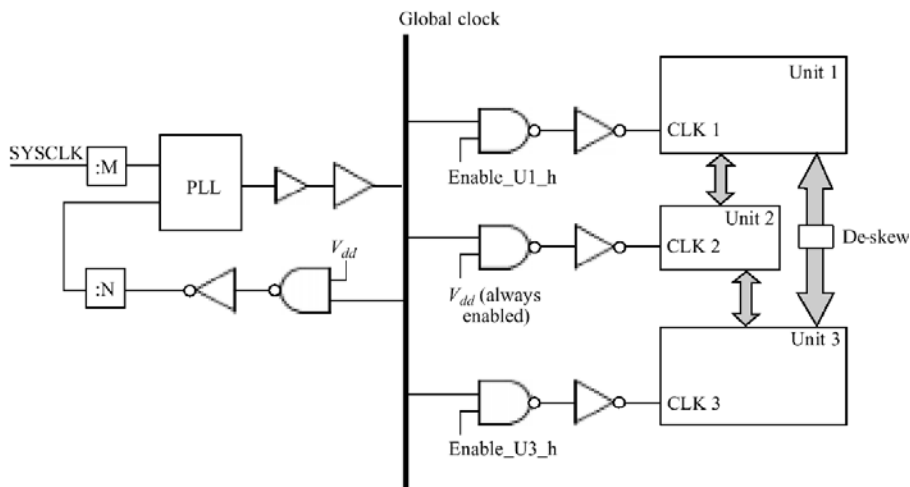 Global clock
SYSCLK
:M
PLL
:N
V_dd
Enable_U1_h
V_dd (always
enabled)
Enable_U3_h
Unit 1
CLK 1
Unit 2
CLK 2
De-skew
Unit 3
CLK 3